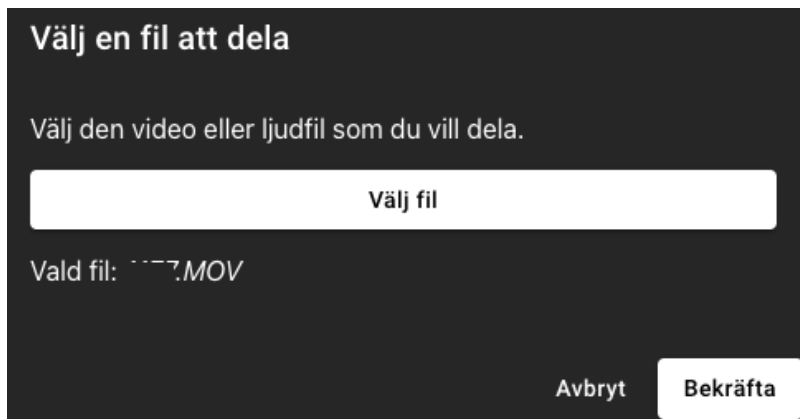 Välj en fil att dela
Välj den video eller ljudfil som du vill dela.
Välj fil
Vald fil: .MOV
Avbryt
Bekräfta